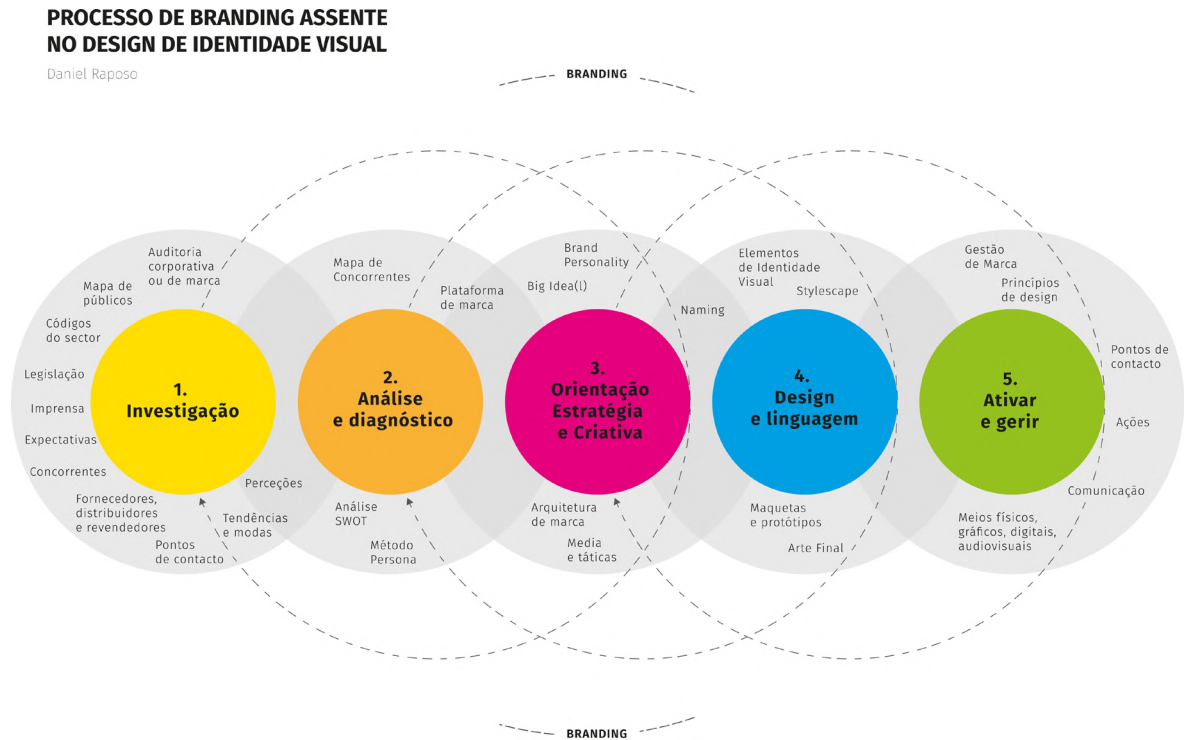 PROCESSO DE BRANDING ASSENTE
NO DESIGN DE IDENTIDADE VISUAL
Daniel Raposo
BRANDING
Auditoria
corporativa
ou de marca
Mapa de
públicos
Códigos
do sector
Legislação
Imprensa
Expectativas
Concorrentes
Fornecedores,
distribuidores
e revendedores
Pontos
de contacto
Tendências
e modas
Perceções
1.
Investigação
Mapa de
Concorrentes
Plataforma
de marca
2.
Análise
e diagnóstico
Análise
SWOT
Método
Persona
Brand
Personality
Big Idea(l)
Naming
3.
Orientação
Estratégia
e Criativa
Arquitetura
de marca
Media
e táticas
Elementos
de Identidade
Visual
Stylescape
4.
Design
e linguagem
Maquetas
e protótipos
Arte Final
Gestão
de Marca
Princípios
de design
5.
Ativar
e gerir
Pontos de
contacto
Ações
Comunicação
Meios físicos,
gráficos, digitais,
audiovisuais
BRANDING